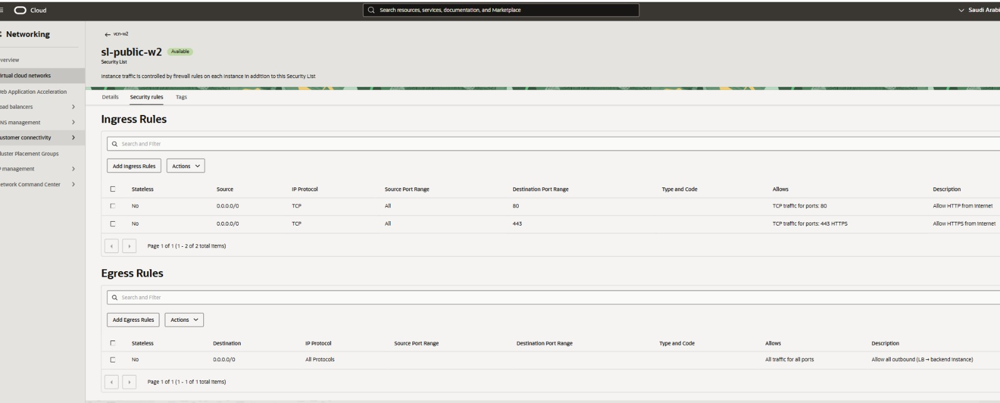 Cloud
Search resources, services, documentation, and Marketplace
Saudi Arabi
Networking
verview
irtual cloud networks
eb Application Acceleration
oad balancers
NS management
ustomer connectivity
luster Placement Groups
P management
etwork Command Center
← vcn-w2
sl-public-w2 Available
Security List
Instance traffic is controlled by firewall rules on each Instance in addition to this Security List
Details Security rules Tags
Ingress Rules
Search and Filter
Add Ingress Rules Actions
Stateless Source IP Protocol Source Port Range Destination Port Range Type and Code Allows Description
No 0.0.0.0/0 TCP All 80 TCP traffic for ports: 80 Allow HTTP from Internet
No 0.0.0.0/0 TCP All 443 TCP traffic for ports: 443 HTTPS Allow HTTPS from Internet
Page 1 of 1 (1 - 2 of 2 total items)
Egress Rules
Search and Filter
Add Egress Rules Actions
Stateless Destination IP Protocol Source Port Range Destination Port Range Type and Code Allows Description
No 0.0.0.0/0 All Protocols All traffic for all ports Allow all outbound (LB → backend instance)
Page 1 of 1 (1 - 1 of 1 total items)